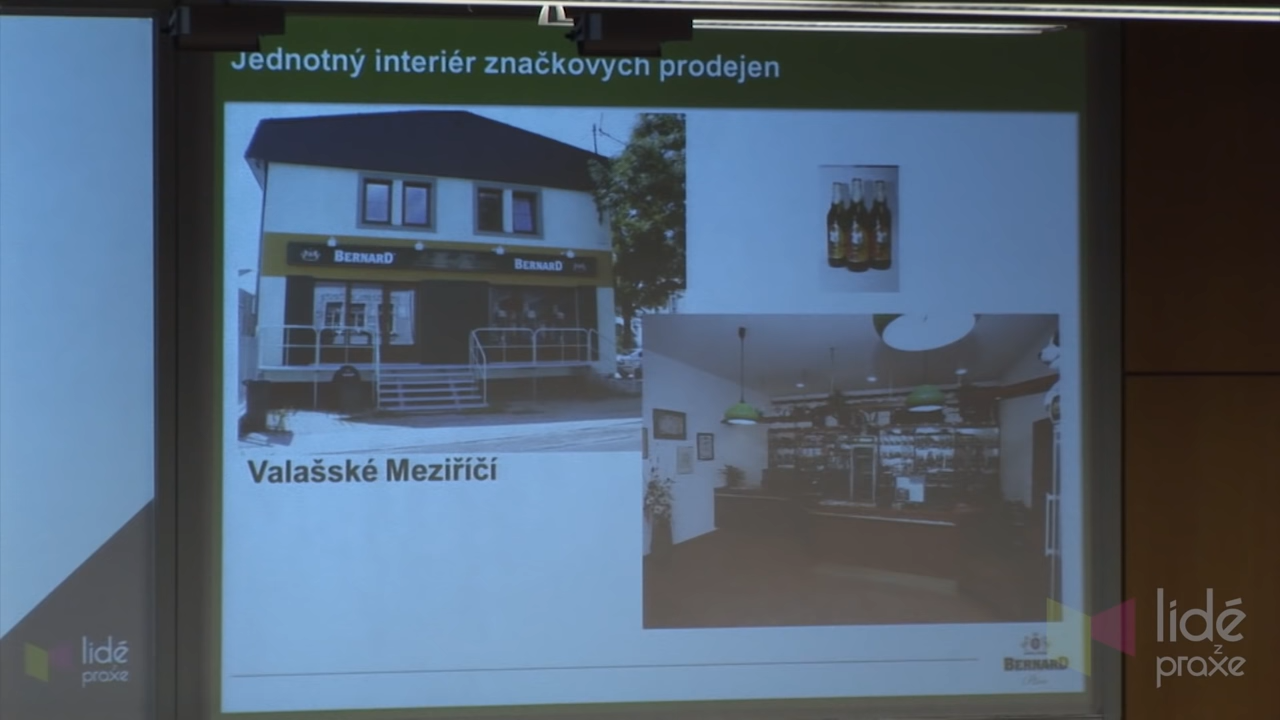 Jednotný interiér značkových prodejen
BERNARD
BERNARD
Valašské Meziříčí
BERNARD
lidé
z
praxe
lidé
z
praxe